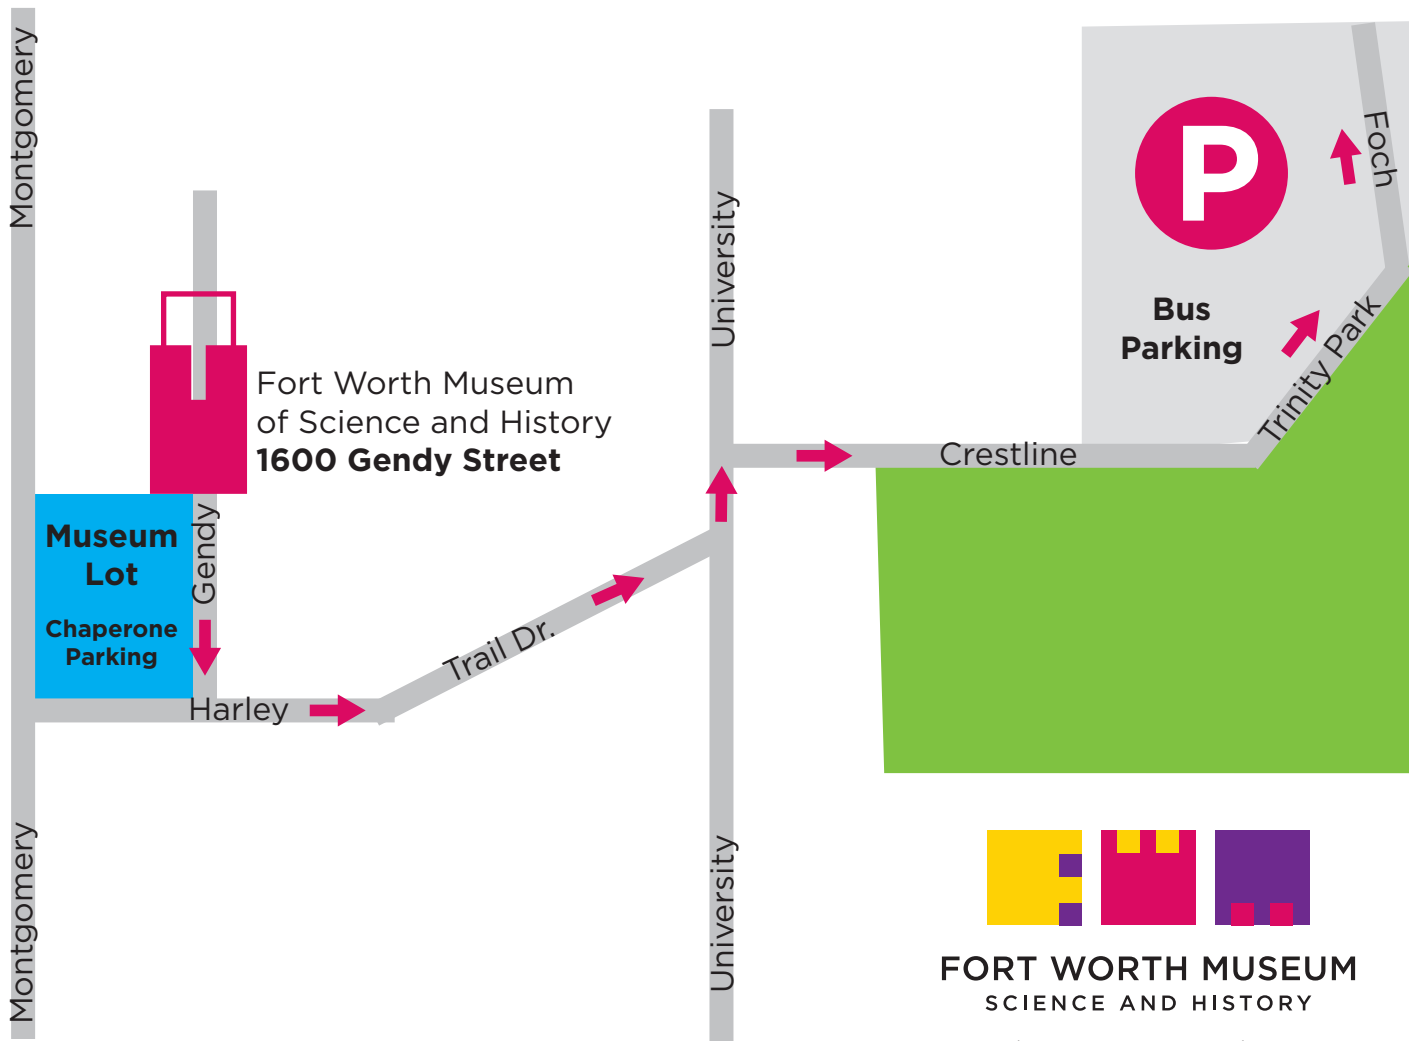 Montgomery
University
Foch
P
Bus
Parking
Trinity Park
Fort Worth Museum
of Science and History
1600 Gendy Street
Crestline
Museum
Lot
Chaperone
Parking
Gendy
Trail Dr.
Harley
Montgomery
University
FORT WORTH MUSEUM
SCIENCE AND HISTORY